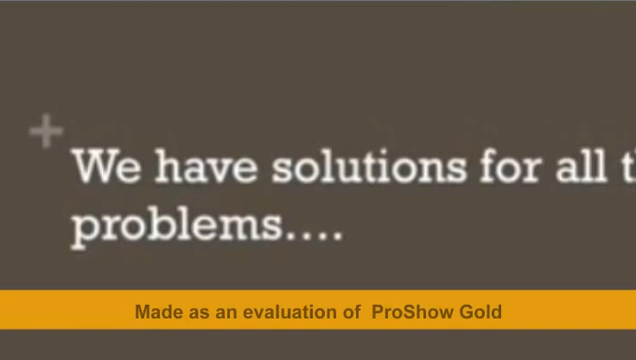 We have solutions for all
problems....
Made as an evaluation of ProShow Gold